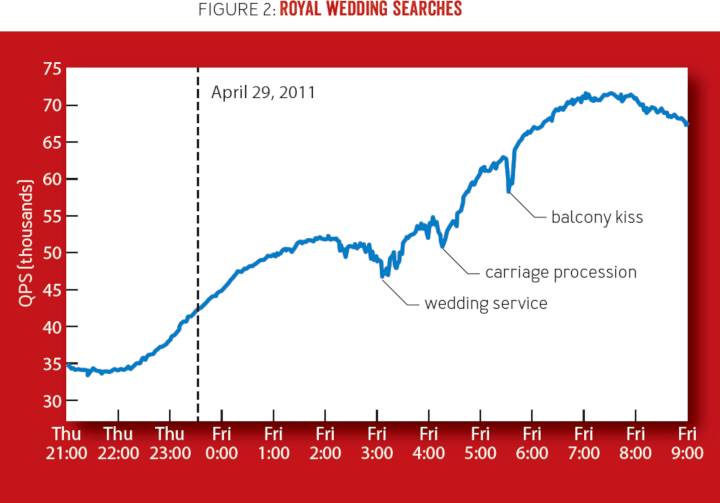 FIGURE 2: ROYAL WEDDING SEARCHES
QPS (thousands)
75
70
65
60
55
50
45
40
35
30
April 29, 2011
balcony kiss
carriage procession
wedding service
Thu Thu Thu Fri Fri Fri Fri Fri Fri Fri Fri Fri Fri
21:00 22:00 23:00 0:00 1:00 2:00 3:00 4:00 5:00 6:00 7:00 8:00 9:00